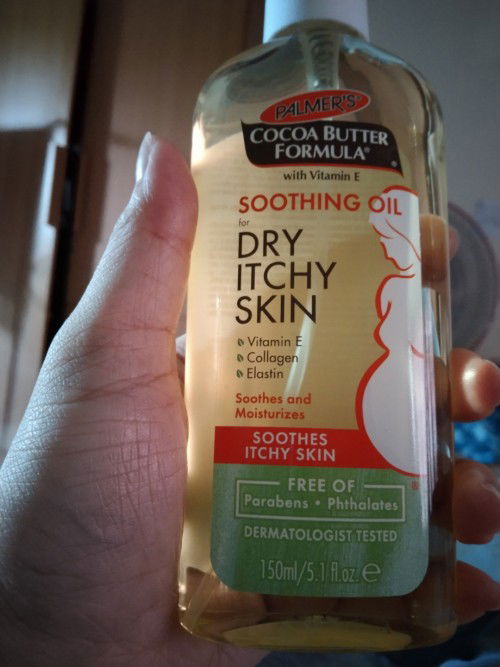 PALMER'S®
COCOA BUTTER
FORMULA®
with Vitamin E
SOOTHING OIL
for
DRY
ITCHY
SKIN
Vitamin E
Collagen
Elastin
Soothes and
Moisturizes
SOOTHES
ITCHY SKIN
FREE OF
Parabens • Phthalates
DERMATOLOGIST TESTED
150ml/5.1 fl.oz. e